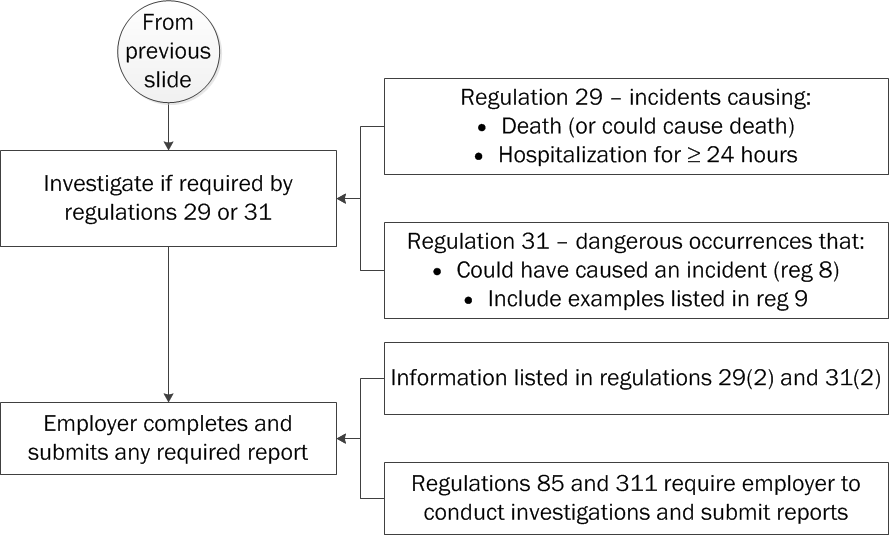 From
previous
slide
Regulation 29 – incidents causing:
• Death (or could cause death)
• Hospitalization for ≥ 24 hours
Investigate if required by
regulations 29 or 31
Regulation 31 – dangerous occurrences that:
• Could have caused an incident (reg 8)
• Include examples listed in reg 9
Information listed in regulations 29(2) and 31(2)
Employer completes and
submits any required report
Regulations 85 and 311 require employer to
conduct investigations and submit reports